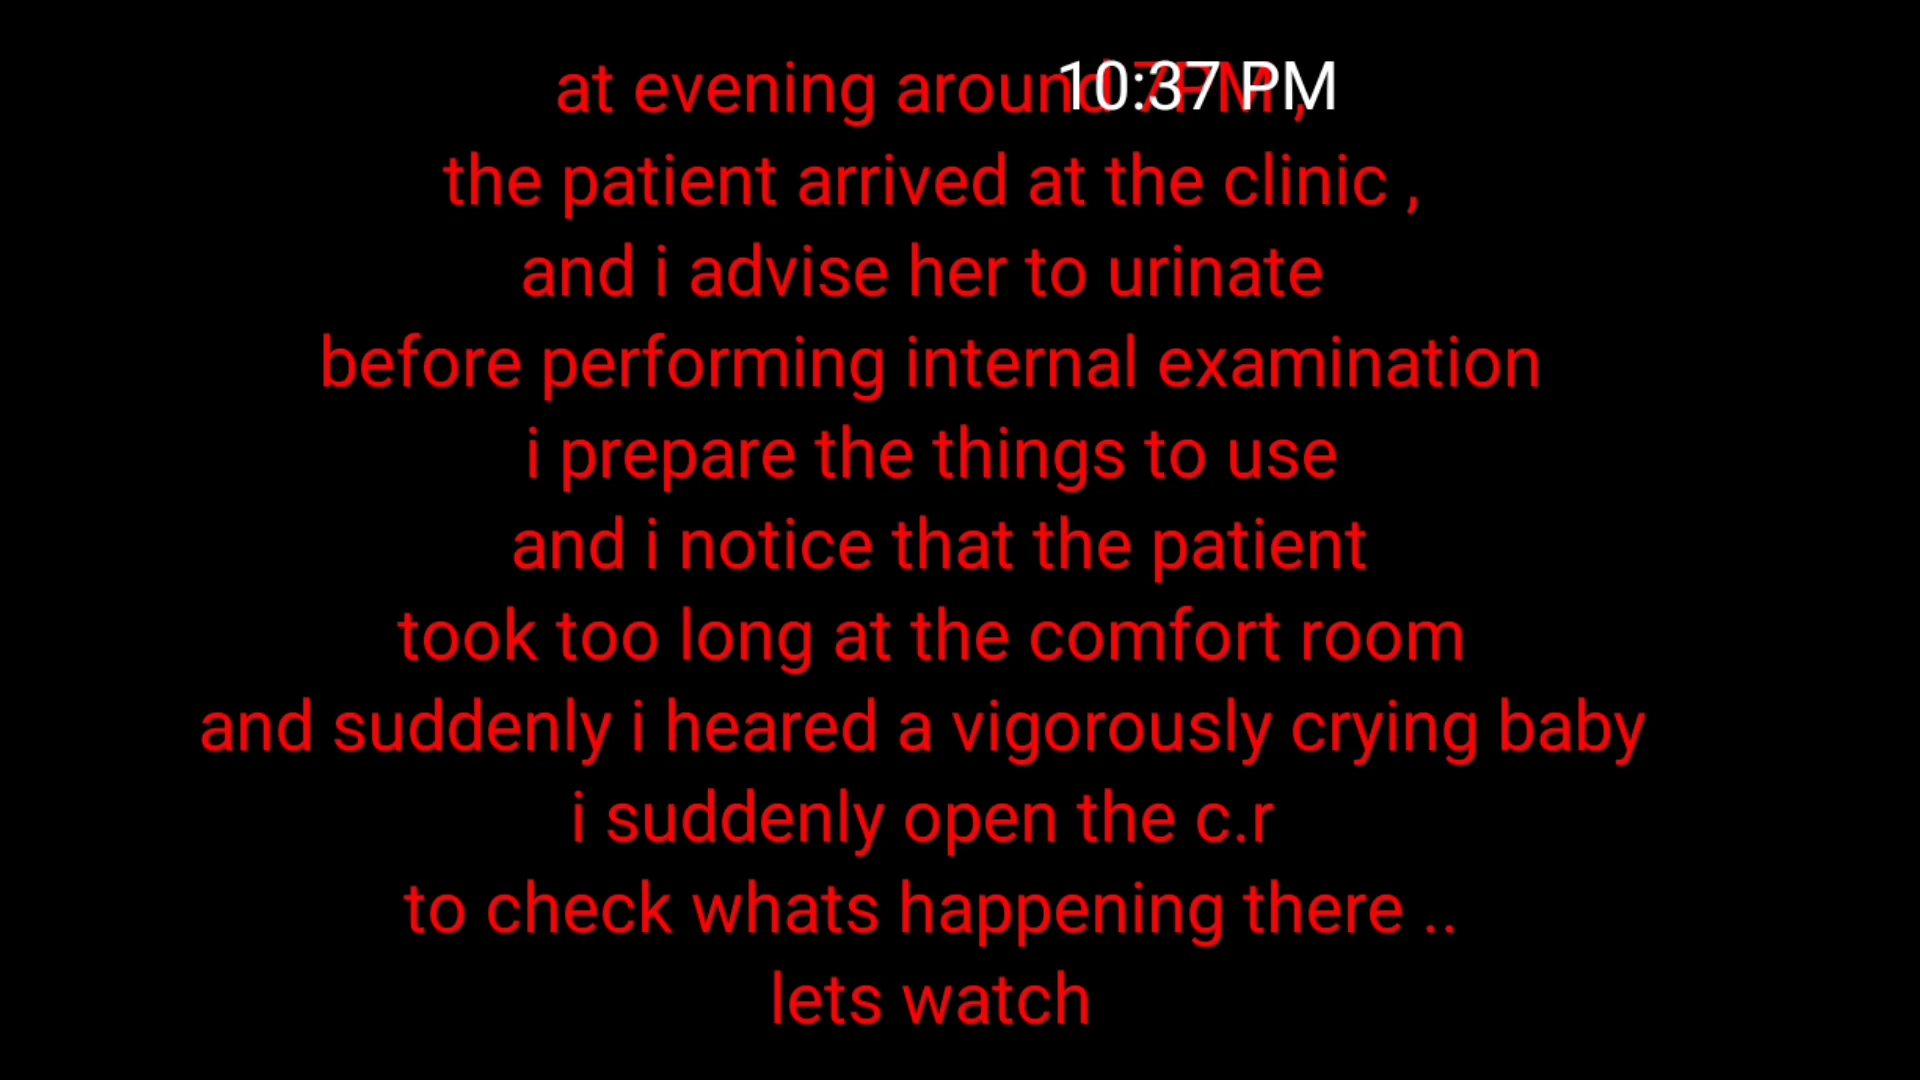 at evening around 7PM ,
10:37 PM
the patient arrived at the clinic ,
and i advise her to urinate
before performing internal examination
i prepare the things to use
and i notice that the patient
took too long at the comfort room
and suddenly i heared a vigorously crying baby
i suddenly open the c.r
to check whats happening there ..
lets watch